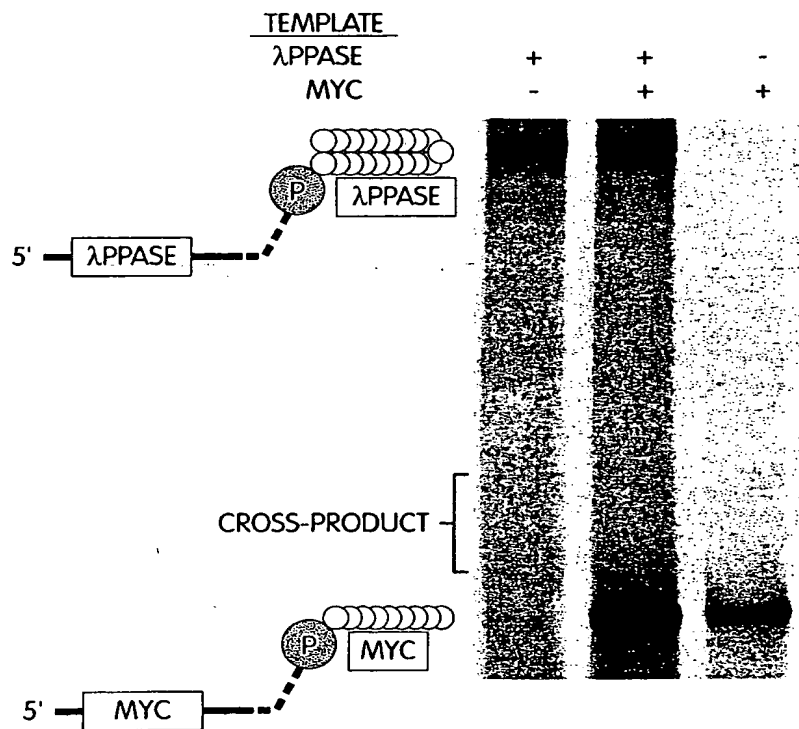 TEMPLATE
λPPASE + + -
MYC - + +
P
λPPASE
5' λPPASE
CROSS-PRODUCT
P
MYC
5' MYC